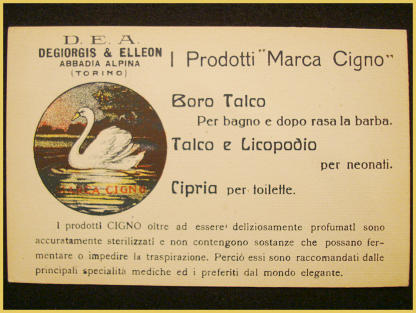 D. E. A.
DEGIORGIS & ELLEON
ABBADIA ALPINA
(TORINO)
MARCA CIGNO
I Prodotti "Marca Cigno"
Boro Talco
Per bagno e dopo rasa la barba.
Talco e Licopodio
per neonati.
Cipria per toilette.
I prodotti CIGNO oltre ad essere deliziosamente profumati sono
accuratamente sterilizzati e non contengono sostanze che possano fer-
mentare o impedire la traspirazione. Perciò essi sono raccomandati dalle
principali specialità mediche ed i preferiti dal mondo elegante.